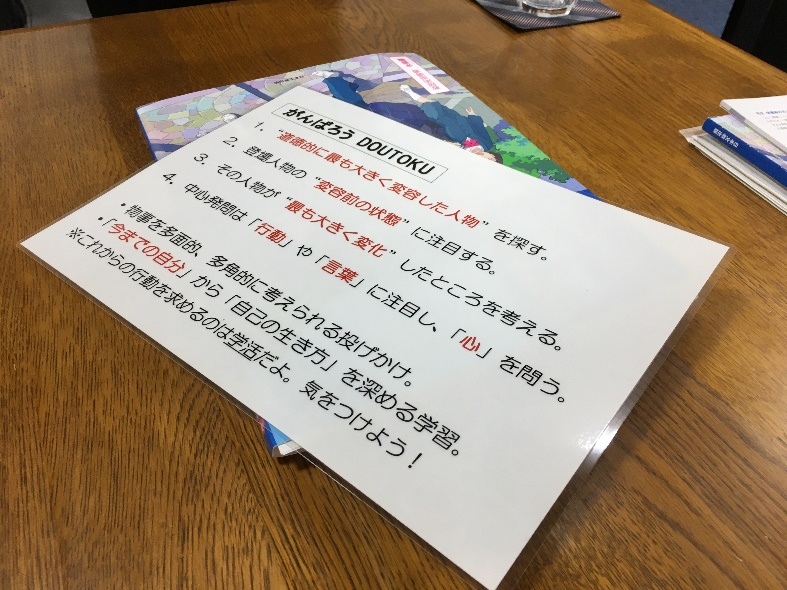 がんばろう DOUTOKU
1. “道徳的に最も大きく変容した人物” を探す。
2. 登場人物の “変容前の状態” に注目する。
3. その人物が “最も大きく変化” したところを考える。
4. 中心発問は「行動」や「言葉」に注目し、「心」を問う。
・物事を多面的、多角的に考えられる投げかけ。
・「今までの自分」から「自己の生き方」を深める学習。
※これからの行動を求めるのは学活だよ。気をつけよう！